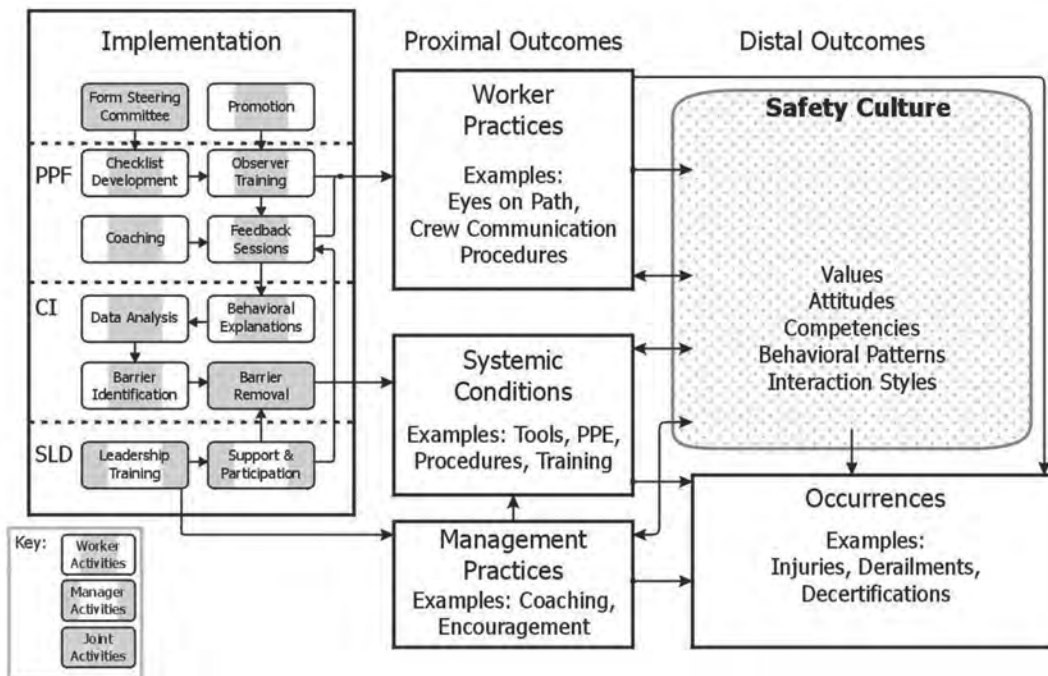 Implementation
Proximal Outcomes
Distal Outcomes
Form Steering
Committee
Promotion
PPF
Checklist
Development
Observer
Training
Coaching
Feedback
Sessions
CI
Data Analysis
Behavioral
Explanations
Barrier
Identification
Barrier
Removal
SLD
Leadership
Training
Support &
Participation
Key:
Worker
Activities
Manager
Activities
Joint
Activities
Worker
Practices
Examples:
Eyes on Path,
Crew Communication
Procedures
Systemic
Conditions
Examples: Tools, PPE,
Procedures, Training
Management
Practices
Examples: Coaching,
Encouragement
Safety Culture
Values
Attitudes
Competencies
Behavioral Patterns
Interaction Styles
Occurrences
Examples:
Injuries, Derailments,
Decertifications